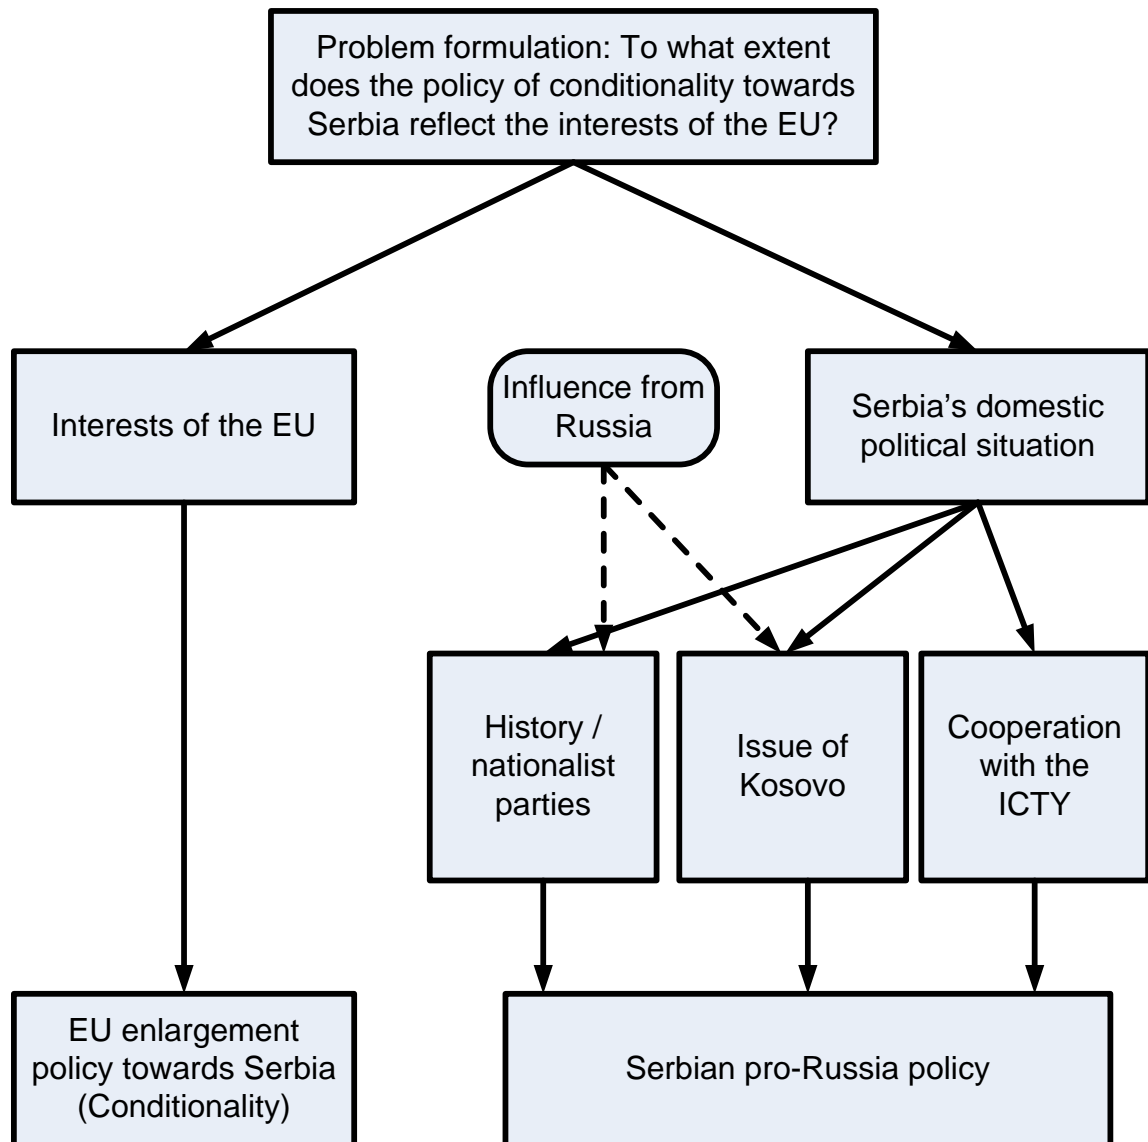 Problem formulation: To what extent
does the policy of conditionality towards
Serbia reflect the interests of the EU?
Interests of the EU
Influence from
Russia
Serbia’s domestic
political situation
History /
nationalist
parties
Issue of
Kosovo
Cooperation
with the
ICTY
EU enlargement
policy towards Serbia
(Conditionality)
Serbian pro-Russia policy